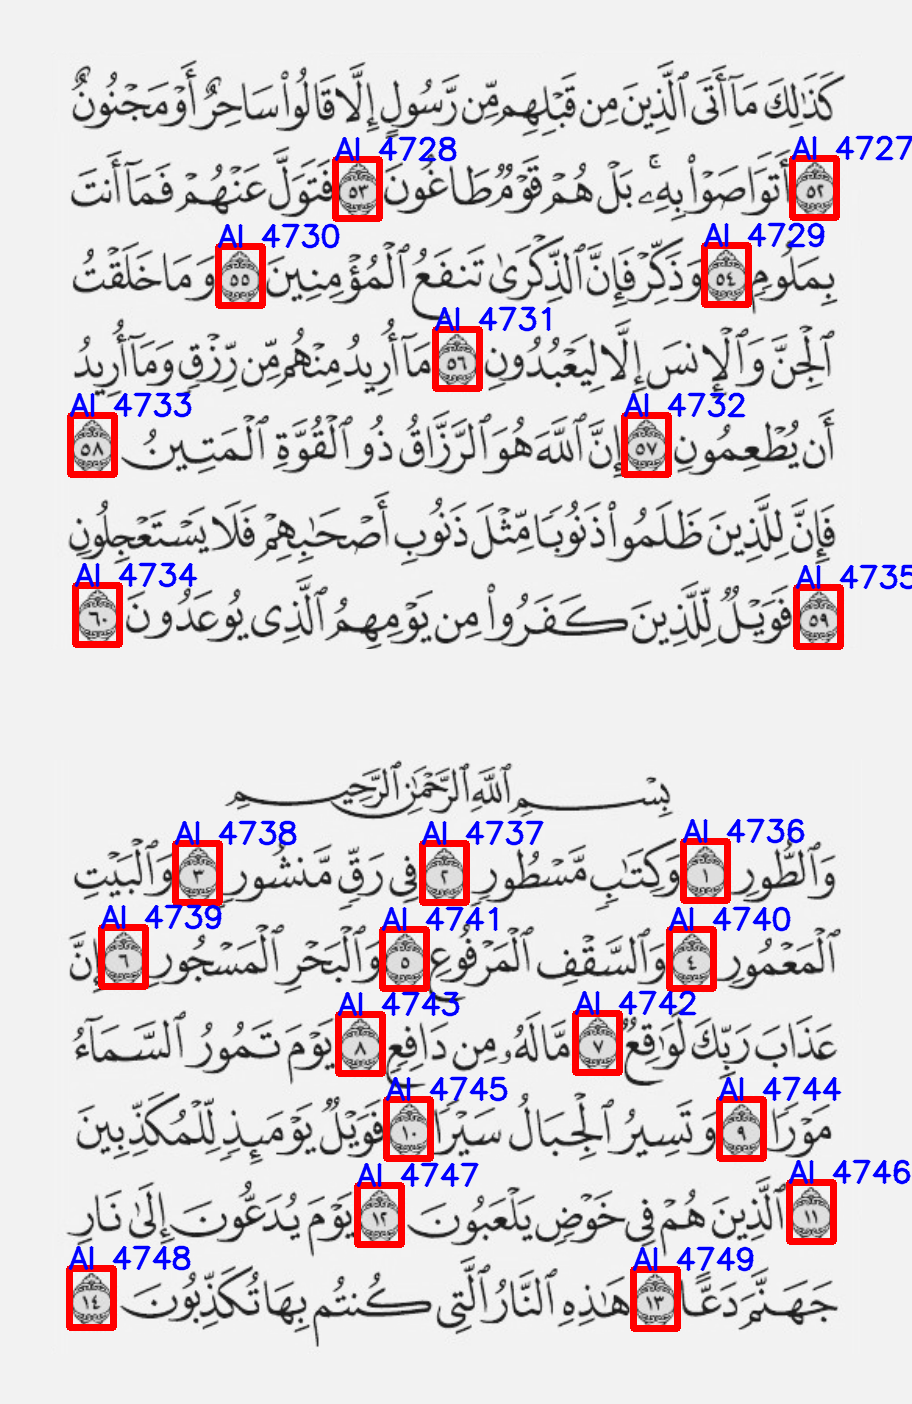 كَذَٰلِكَ مَآ أَتَى ٱلَّذِينَ مِن قَبْلِهِم مِّن رَّسُولٍ إِلَّا قَالُوا۟ سَاحِرٌ أَوْ مَجْنُونٌ
AI 4728 AI 4727
٥٢ أَتَوَاصَوْا۟ بِهِۦ ۚ بَلْ هُمْ قَوْمٌ طَاغُونَ ٥٣ فَتَوَلَّ عَنْهُمْ فَمَآ أَنتَ
AI 4730 AI 4729
بِمَلُومٍ ٥٤ وَذَكِّرْ فَإِنَّ ٱلذِّكْرَىٰ تَنفَعُ ٱلْمُؤْمِنِينَ ٥٥ وَمَا خَلَقْتُ
AI 4731
ٱلْجِنَّ وَٱلْإِنسَ إِلَّا لِيَعْبُدُونِ ٥٦ مَآ أُرِيدُ مِنْهُم مِّن رِّزْقٍ وَمَآ أُرِيدُ
AI 4733 AI 4732
أَن يُطْعِمُونِ ٥٧ إِنَّ ٱللَّهَ هُوَ ٱلرَّزَّاقُ ذُو ٱلْقُوَّةِ ٱلْمَتِينُ ٥٨
فَإِنَّ لِلَّذِينَ ظَلَمُوا۟ ذَنُوبًا مِّثْلَ ذَنُوبِ أَصْحَٰبِهِمْ فَلَا يَسْتَعْجِلُونِ
AI 4734 AI 4735
٥٩ فَوَيْلٌ لِّلَّذِينَ كَفَرُوا۟ مِن يَوْمِهِمُ ٱلَّذِى يُوعَدُونَ ٦٠
بِسْمِ ٱللَّهِ ٱلرَّحْمَٰنِ ٱلرَّحِيمِ
AI 4738 AI 4737 AI 4736
وَٱلطُّورِ ١ وَكِتَٰبٍ مَّسْطُورٍ ٢ فِى رَقٍّ مَّنشُورٍ ٣ وَٱلْبَيْتِ
AI 4739 AI 4741 AI 4740
ٱلْمَعْمُورِ ٤ وَٱلسَّقْفِ ٱلْمَرْفُوعِ ٥ وَٱلْبَحْرِ ٱلْمَسْجُورِ ٦ إِنَّ
AI 4743 AI 4742
عَذَابَ رَبِّكَ لَوَٰقِعٌ ٧ مَّا لَهُۥ مِن دَافِعٍ ٨ يَوْمَ تَمُورُ ٱلسَّمَآءُ
AI 4745 AI 4744
مَوْرًا ٩ وَتَسِيرُ ٱلْجِبَالُ سَيْرًا ١٠ فَوَيْلٌ يَوْمَئِذٍ لِّلْمُكَذِّبِينَ
AI 4747 AI 4746
١١ ٱلَّذِينَ هُمْ فِى خَوْضٍ يَلْعَبُونَ ١٢ يَوْمَ يُدَعُّونَ إِلَىٰ نَارِ
AI 4748 AI 4749
جَهَنَّمَ دَعًّا ١٣ هَٰذِهِ ٱلنَّارُ ٱلَّتِى كُنتُم بِهَا تُكَذِّبُونَ ١٤